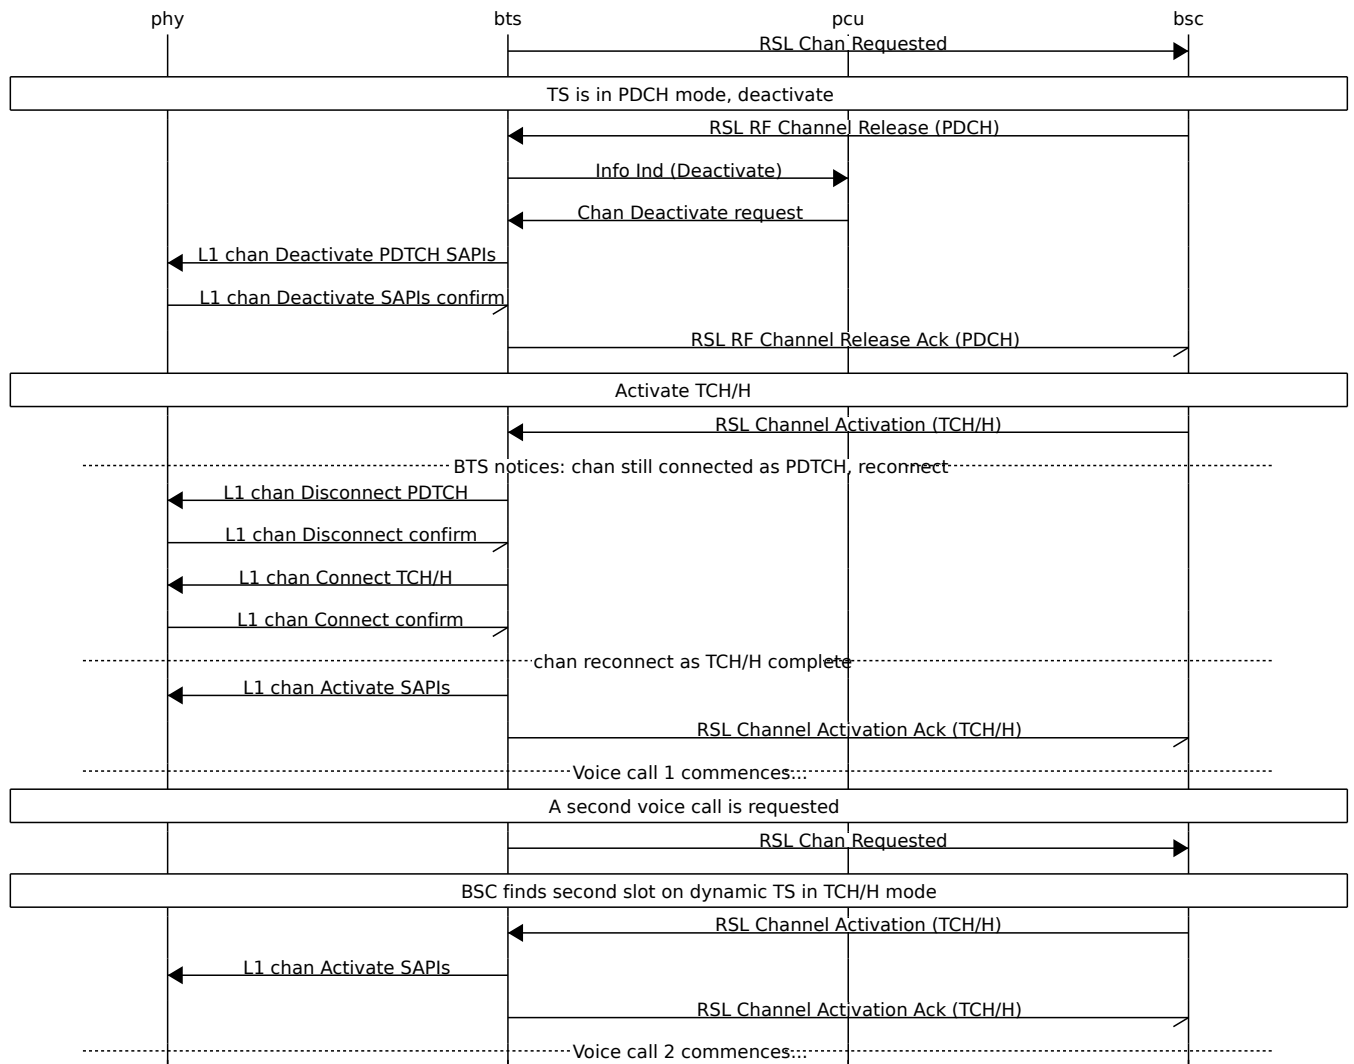 phy bts pcu bsc
RSL Chan Requested
TS is in PDCH mode, deactivate
RSL RF Channel Release (PDCH)
Info Ind (Deactivate)
Chan Deactivate request
L1 chan Deactivate PDTCH SAPIs
L1 chan Deactivate SAPIs confirm
RSL RF Channel Release Ack (PDCH)
Activate TCH/H
RSL Channel Activation (TCH/H)
BTS notices: chan still connected as PDTCH, reconnect
L1 chan Disconnect PDTCH
L1 chan Disconnect confirm
L1 chan Connect TCH/H
L1 chan Connect confirm
chan reconnect as TCH/H complete
L1 chan Activate SAPIs
RSL Channel Activation Ack (TCH/H)
Voice call 1 commences...
A second voice call is requested
RSL Chan Requested
BSC finds second slot on dynamic TS in TCH/H mode
RSL Channel Activation (TCH/H)
L1 chan Activate SAPIs
RSL Channel Activation Ack (TCH/H)
Voice call 2 commences...